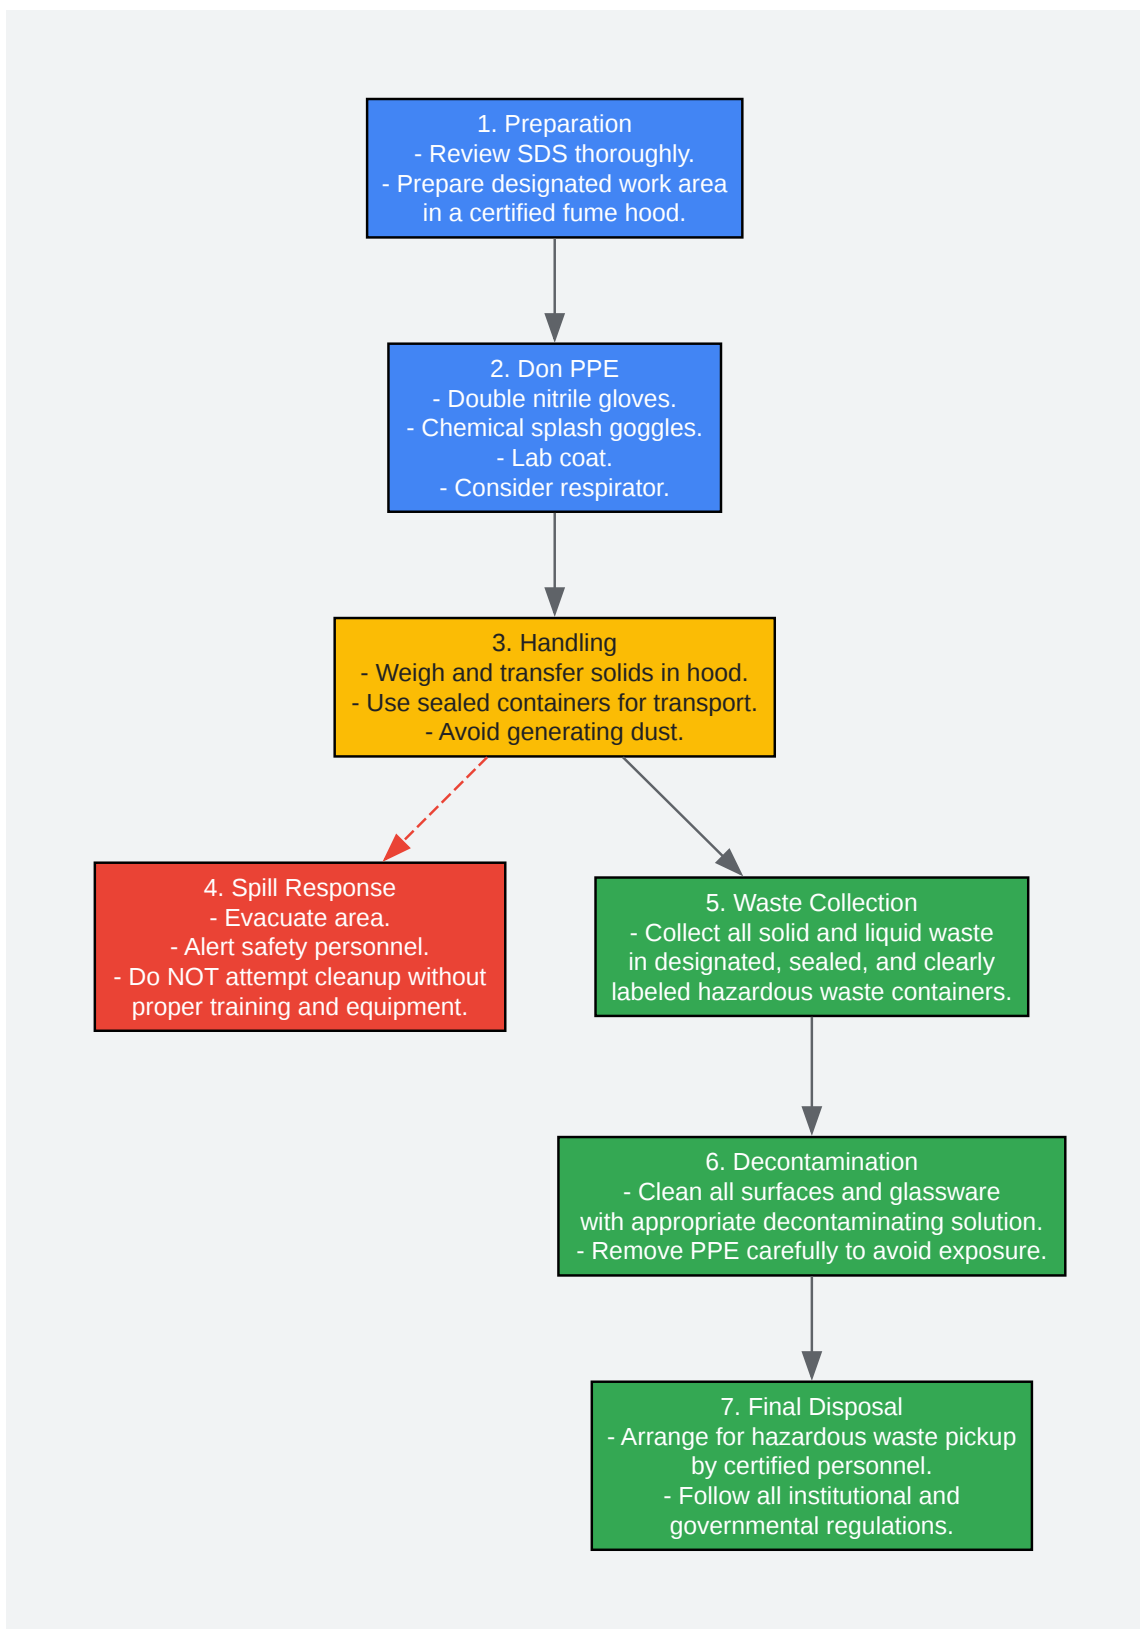 1. Preparation
- Review SDS thoroughly.
- Prepare designated work area
in a certified fume hood.
2. Don PPE
- Double nitrile gloves.
- Chemical splash goggles.
- Lab coat.
- Consider respirator.
3. Handling
- Weigh and transfer solids in hood.
- Use sealed containers for transport.
- Avoid generating dust.
4. Spill Response
- Evacuate area.
- Alert safety personnel.
- Do NOT attempt cleanup without
proper training and equipment.
5. Waste Collection
- Collect all solid and liquid waste
in designated, sealed, and clearly
labeled hazardous waste containers.
6. Decontamination
- Clean all surfaces and glassware
with appropriate decontaminating solution.
- Remove PPE carefully to avoid exposure.
7. Final Disposal
- Arrange for hazardous waste pickup
by certified personnel.
- Follow all institutional and
governmental regulations.